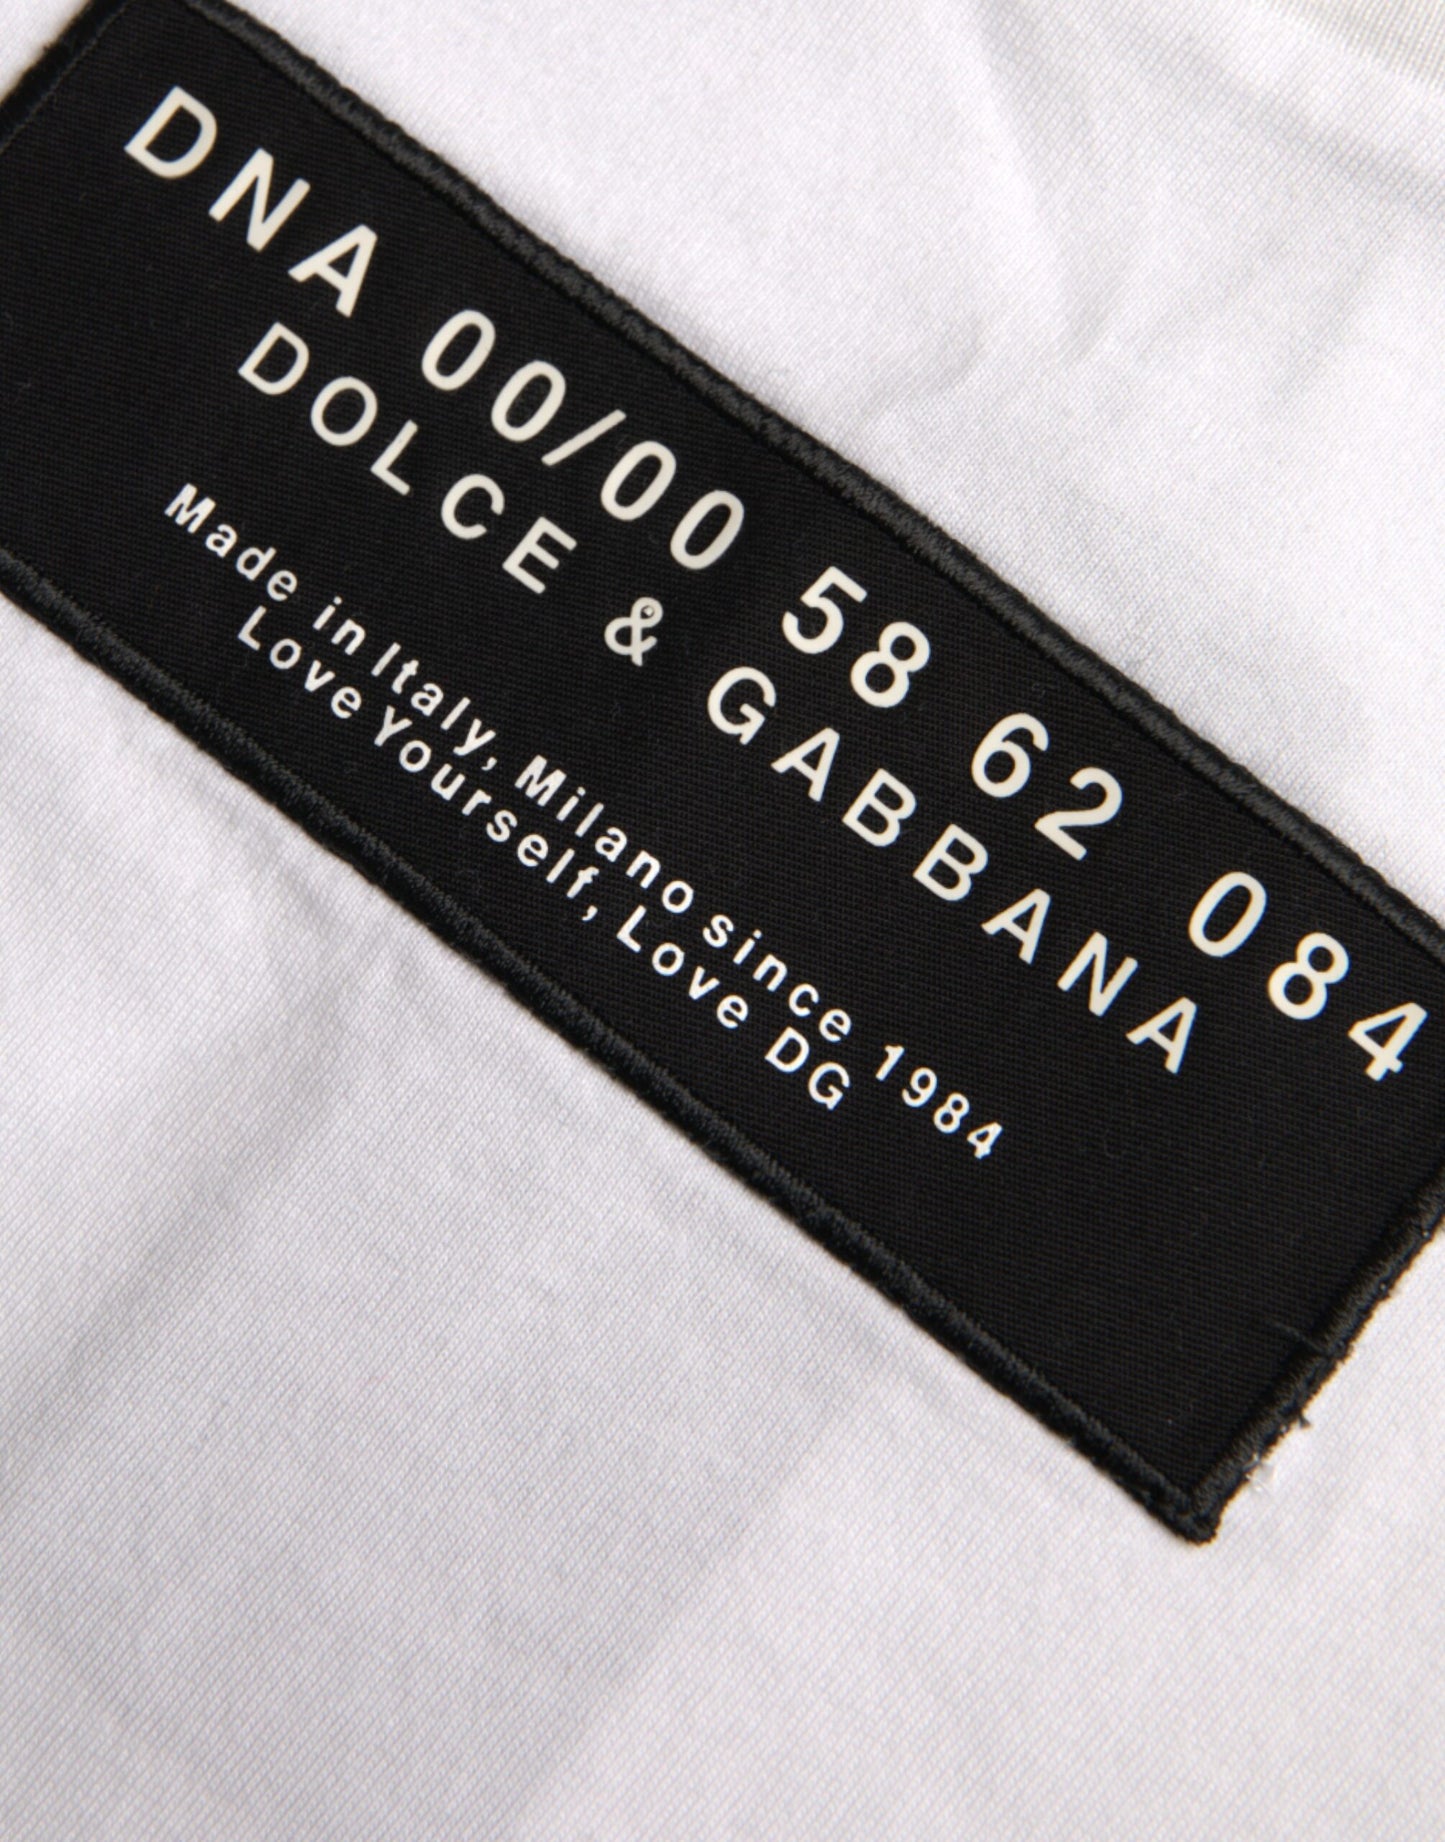 DNA 00/00 58 62 084
DOLCE & GABBANA
Made in Italy, Milano since 1984
Love Yourself, Love DG